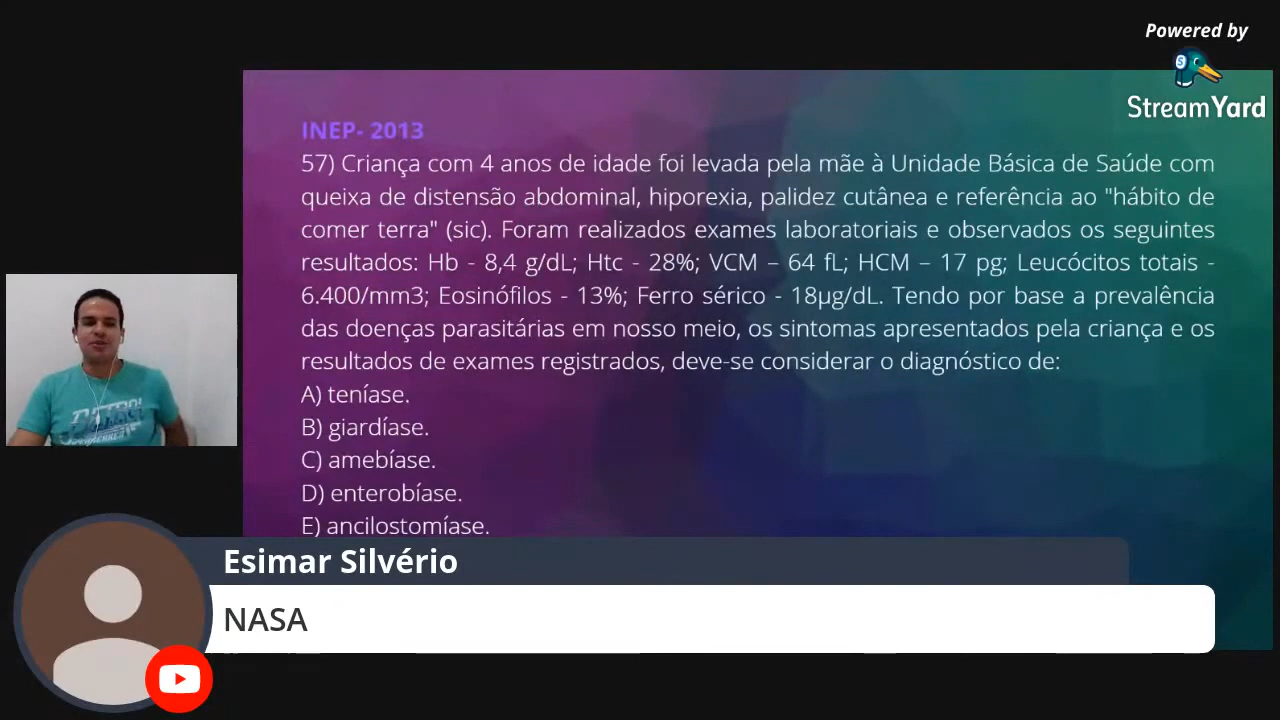 Powered by
StreamYard
INEP- 2013
57) Criança com 4 anos de idade foi levada pela mãe à Unidade Básica de Saúde com
queixa de distensão abdominal, hiporexia, palidez cutânea e referência ao "hábito de
comer terra" (sic). Foram realizados exames laboratoriais e observados os seguintes
resultados: Hb - 8,4 g/dL; Htc - 28%; VCM – 64 fL; HCM – 17 pg; Leucócitos totais -
6.400/mm3; Eosinófilos - 13%; Ferro sérico - 18µg/dL. Tendo por base a prevalência
das doenças parasitárias em nosso meio, os sintomas apresentados pela criança e os
resultados de exames registrados, deve-se considerar o diagnóstico de:
A) teníase.
B) giardíase.
C) amebíase.
D) enterobíase.
E) ancilostomíase.
Esimar Silvério
NASA